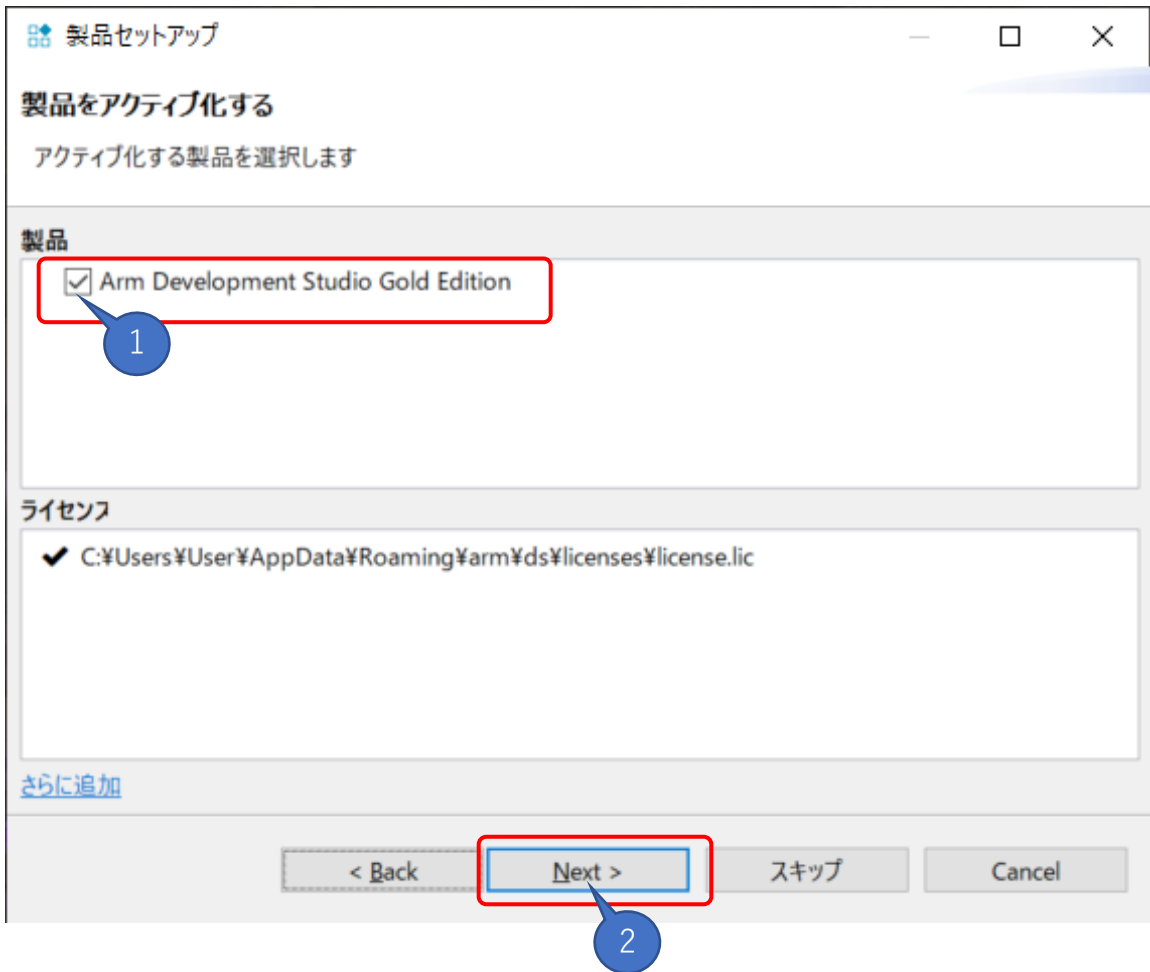 製品セットアップ
製品をアクティブ化する
アクティブ化する製品を選択します
製品
Arm Development Studio Gold Edition
1
ライセンス
C:¥Users¥User¥AppData¥Roaming¥arm¥ds¥licenses¥license.lic
さらに追加
< Back Next > スキップ Cancel
2